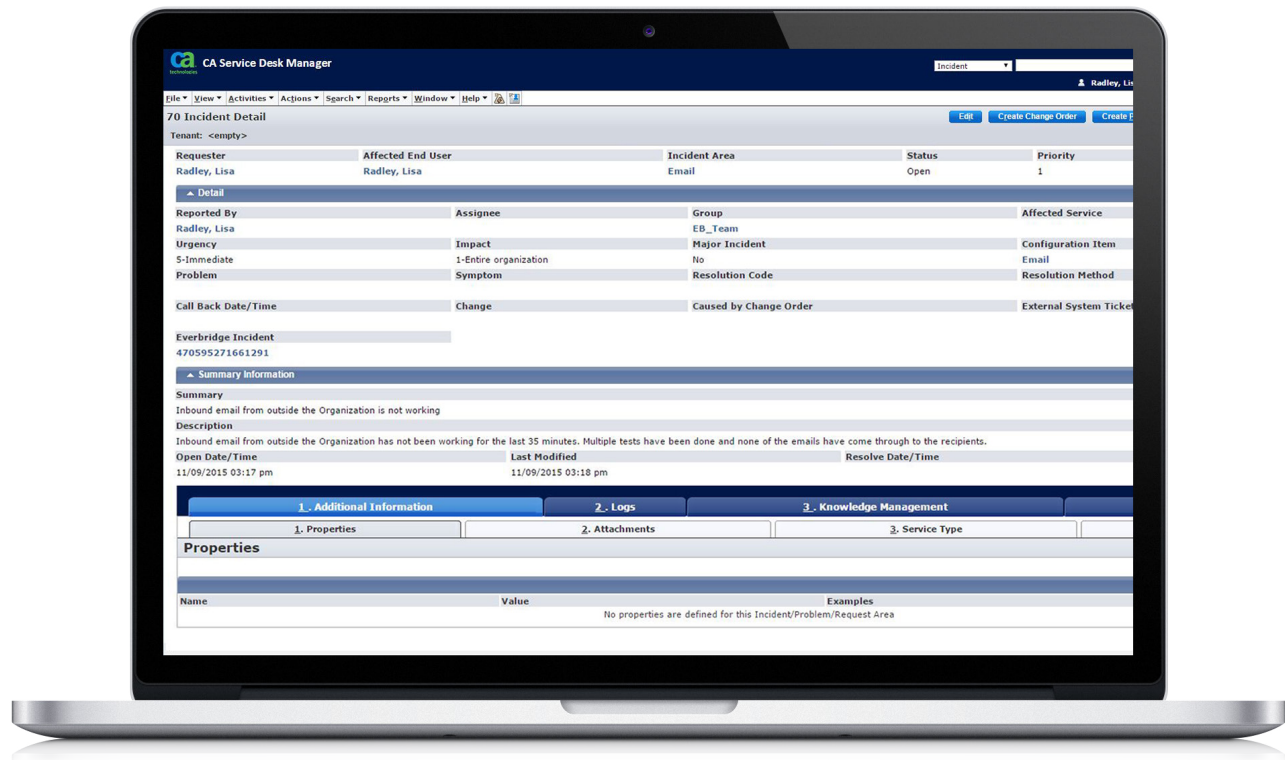 ca technologies
CA Service Desk Manager
Incident
Radley, Lis
File View Activities Actions Search Reports Window Help
70 Incident Detail
Edit Create Change Order Create
Tenant: <empty>
Requester Affected End User Incident Area Status Priority
Radley, Lisa Radley, Lisa Email Open 1
Detail
Reported By Assignee Group Affected Service
Radley, Lisa EB_Team
Urgency Impact Major Incident Configuration Item
5-Immediate 1-Entire organization No Email
Problem Symptom Resolution Code Resolution Method
Call Back Date/Time Change Caused by Change Order External System Ticket
Everbridge Incident
470595271661291
Summary Information
Summary
Inbound email from outside the Organization is not working
Description
Inbound email from outside the Organization has not been working for the last 35 minutes. Multiple tests have been done and none of the emails have come through to the recipients.
Open Date/Time Last Modified Resolve Date/Time
11/09/2015 03:17 pm 11/09/2015 03:18 pm
1 . Additional Information 2 . Logs 3 . Knowledge Management
1. Properties 2. Attachments 3. Service Type
Properties
Name Value Examples
No properties are defined for this Incident/Problem/Request Area